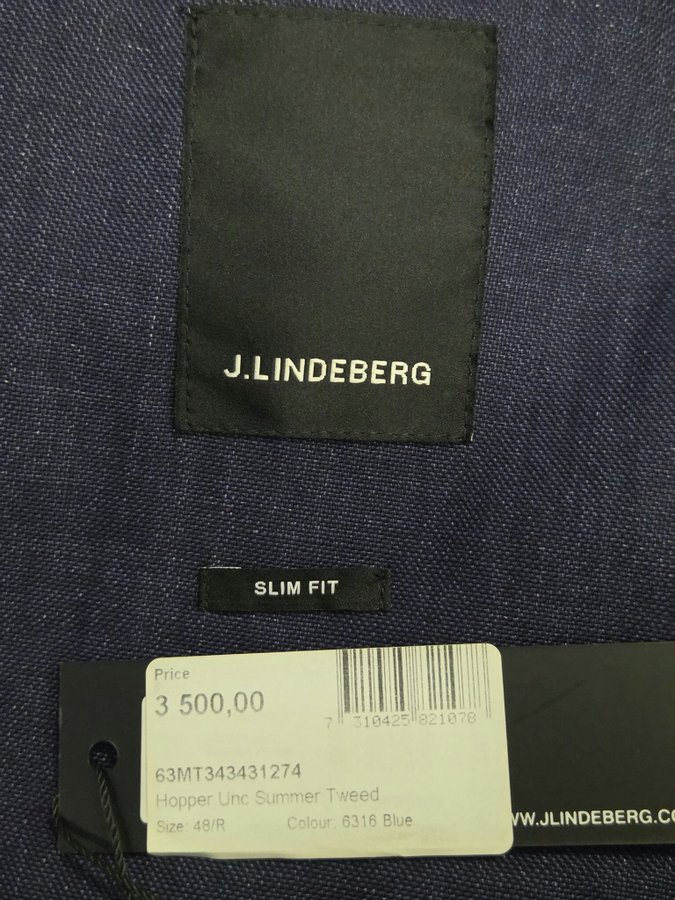 J.LINDEBERG
SLIM FIT
Price
3 500,00
7 310425 821078
63MT343431274
Hopper Unc Summer Tweed
Size: 48/R Colour: 6316 Blue
WW.JLINDEBERG.CO